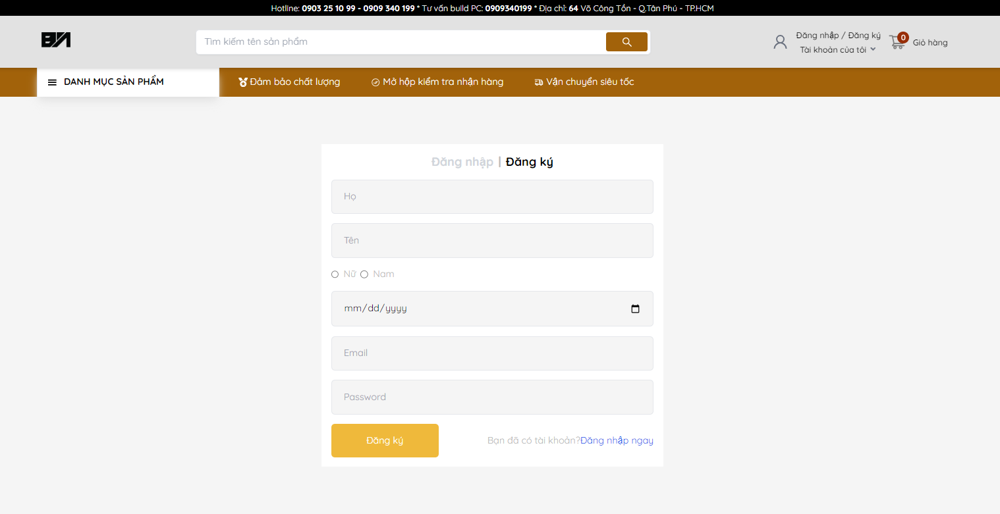 Hotline: 0903 25 10 99 - 0909 340 199 * Tư vấn build PC: 0909340199 * Địa chỉ: 64 Võ Công Tồn - Q.Tân Phú - TP.HCM
Tìm kiếm tên sản phẩm
Đăng nhập / Đăng ký
Tài khoản của tôi
0
Giỏ hàng
DANH MỤC SẢN PHẨM
Đảm bảo chất lượng
Mở hộp kiểm tra nhận hàng
Vận chuyển siêu tốc
Đăng nhập | Đăng ký
Họ
Tên
Nữ Nam
mm/dd/yyyy
Email
Password
Đăng ký
Bạn đã có tài khoản?Đăng nhập ngay